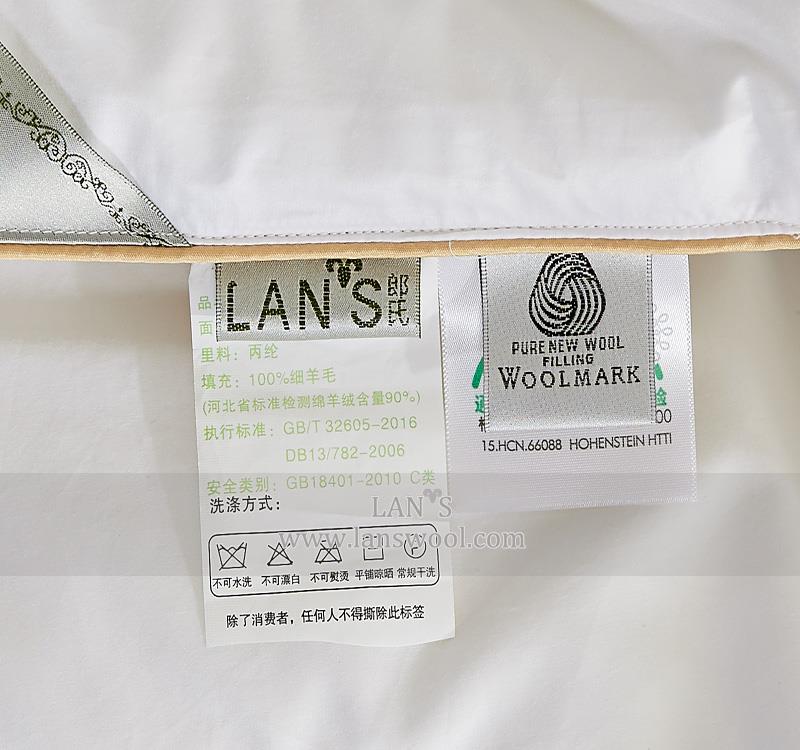 LAN'S 郎氏
品
面
里料：丙纶
填充：100%细羊毛
(河北省标准检测绵羊绒含量90%)
执行标准：GB/T 32605-2016
DB13/782-2006
安全类别：GB18401-2010 C类
洗涤方式：
不可水洗 不可漂白 不可熨烫 平铺晾晒 常规干洗
除了消费者，任何人不得撕除此标签
PURE NEW WOOL
FILLING
WOOLMARK
验
00
15.HCN.66088 HOHENSTEIN HTTI
LAN'S
www.lanswool.com